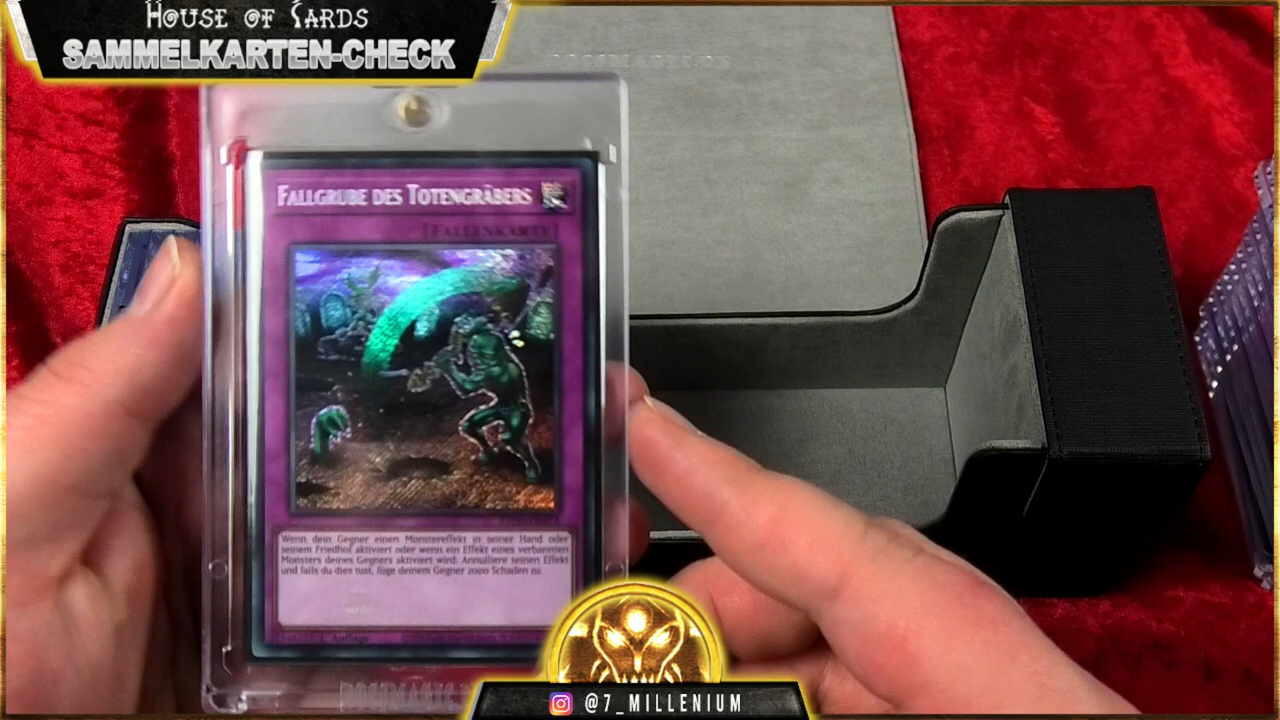 HOUSE OF CARDS
SAMMELKARTEN-CHECK
FALLGRUBE DES TOTENGRÄBERS
[FALLENKARTE]
Wenn dein Gegner einen Monstereffekt in seiner Hand oder
seinem Friedhof aktiviert oder wenn ein Effekt eines verbannten
Monsters deines Gegners aktiviert wird: Annulliere seinen Effekt
und falls du dies tust, füge deinem Gegner 2000 Schaden zu.
1. Auflage
@7_MILLENIUM